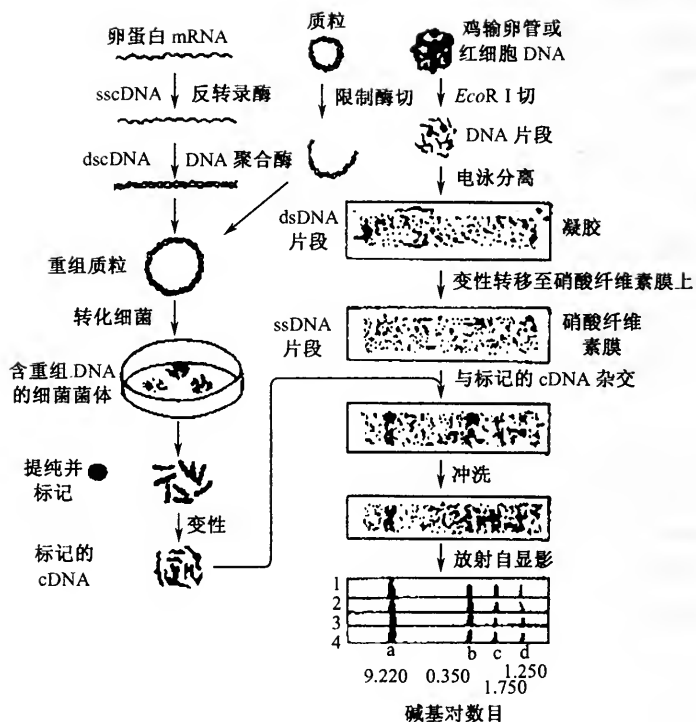 卵蛋白 mRNA
sscDNA
反转录酶
dscDNA
DNA 聚合酶
质粒
限制酶切
重组质粒
转化细菌
含重组 DNA
的细菌菌体
提纯并
标记
变性
标记的
cDNA
鸡输卵管或
红细胞 DNA
EcoR I 切
DNA 片段
电泳分离
dsDNA
片段
凝胶
变性转移至硝酸纤维素膜上
ssDNA
片段
硝酸纤维
素膜
与标记的 cDNA 杂交
冲洗
放射自显影
1
2
3
4
a b c d
9.220 0.350 1.250
1.750
碱基对数目